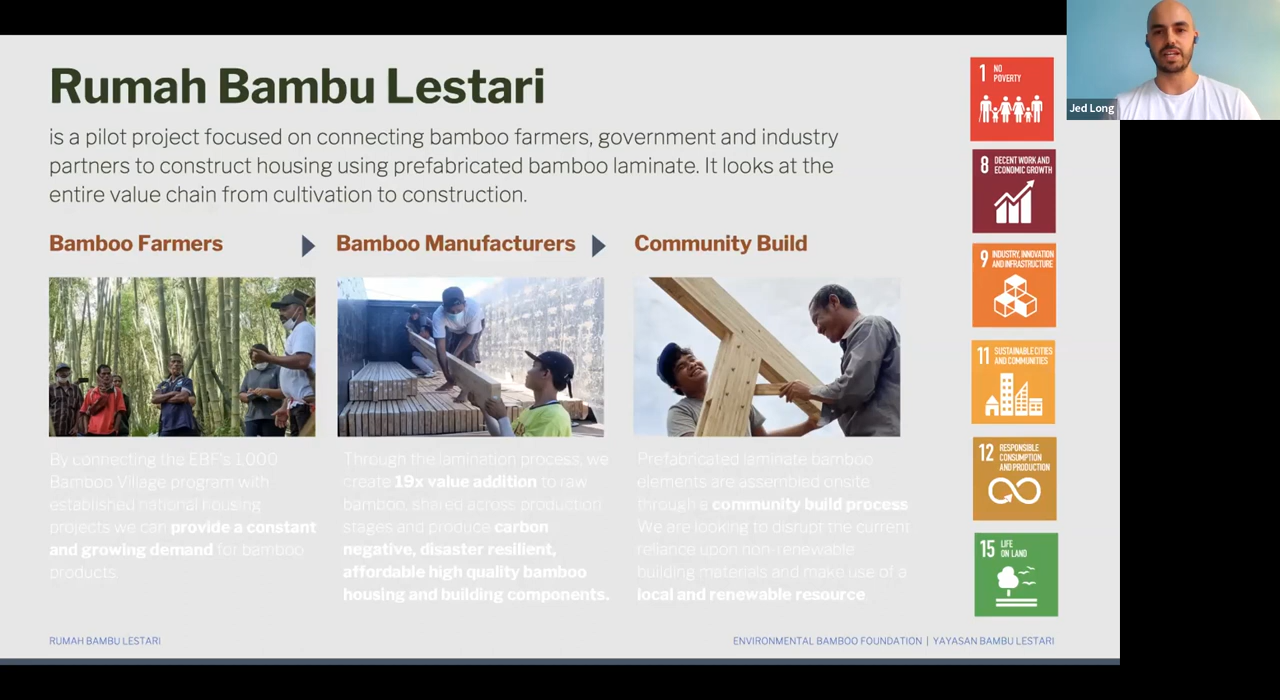 Rumah Bambu Lestari
is a pilot project focused on connecting bamboo farmers, government and industry
partners to construct housing using prefabricated bamboo laminate. It looks at the
entire value chain from cultivation to construction.
Bamboo Farmers
Bamboo Manufacturers
Community Build
By connecting the EBF's 1,000
Bamboo Village program with
established national housing
projects we can provide a constant
and growing demand for bamboo
products.
Through the lamination process, we
create 19x value addition to raw
bamboo, shared across production
stages and produce carbon
negative, disaster resilient,
affordable high quality bamboo
housing and building components.
Prefabricated laminate bamboo
elements are assembled onsite
through a community build process
We are looking to disrupt the current
reliance upon non-renewable
building materials and make use of a
local and renewable resource.
RUMAH BAMBU LESTARI
ENVIRONMENTAL BAMBOO FOUNDATION | YAYASAN BAMBU LESTARI
1 NO
POVERTY
8 DECENT WORK AND
ECONOMIC GROWTH
9 INDUSTRY, INNOVATION
AND INFRASTRUCTURE
11 SUSTAINABLE CITIES
AND COMMUNITIES
12 RESPONSIBLE
CONSUMPTION
AND PRODUCTION
15 LIFE
ON LAND
Jed Long